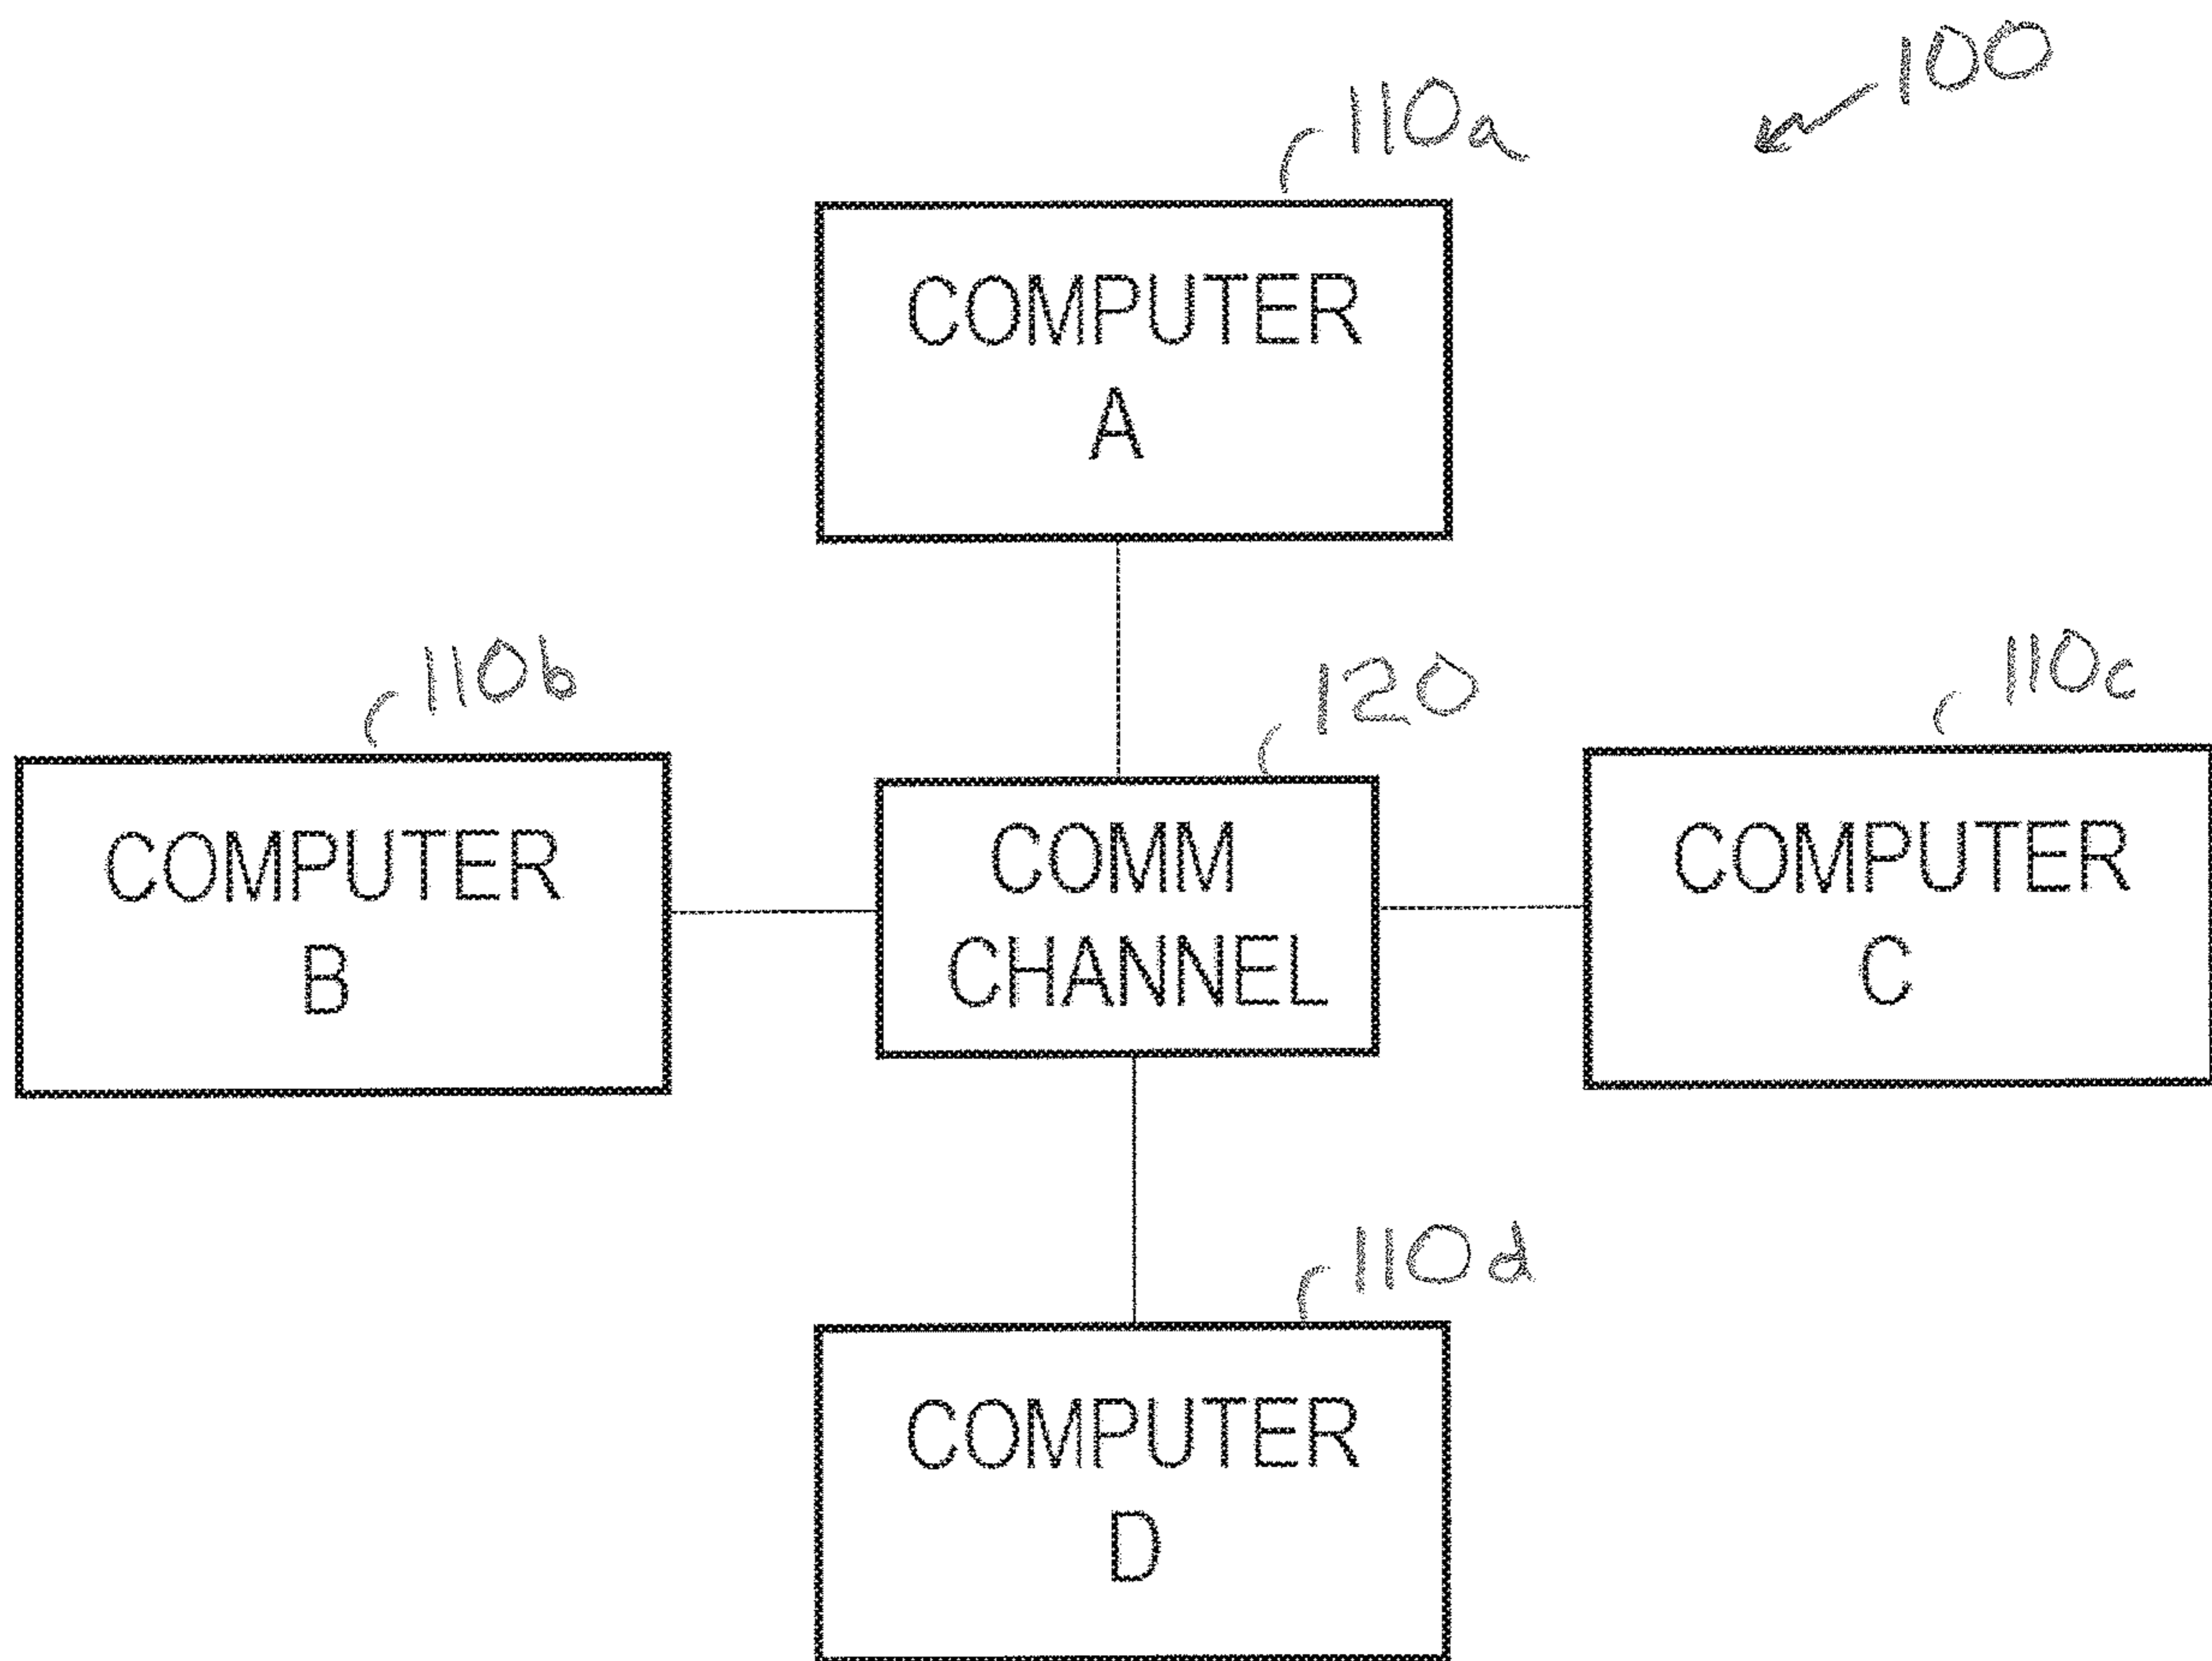 100
110a
COMPUTER
A
110b
120
110c
COMPUTER
B
COMM
CHANNEL
COMPUTER
C
110d
COMPUTER
D